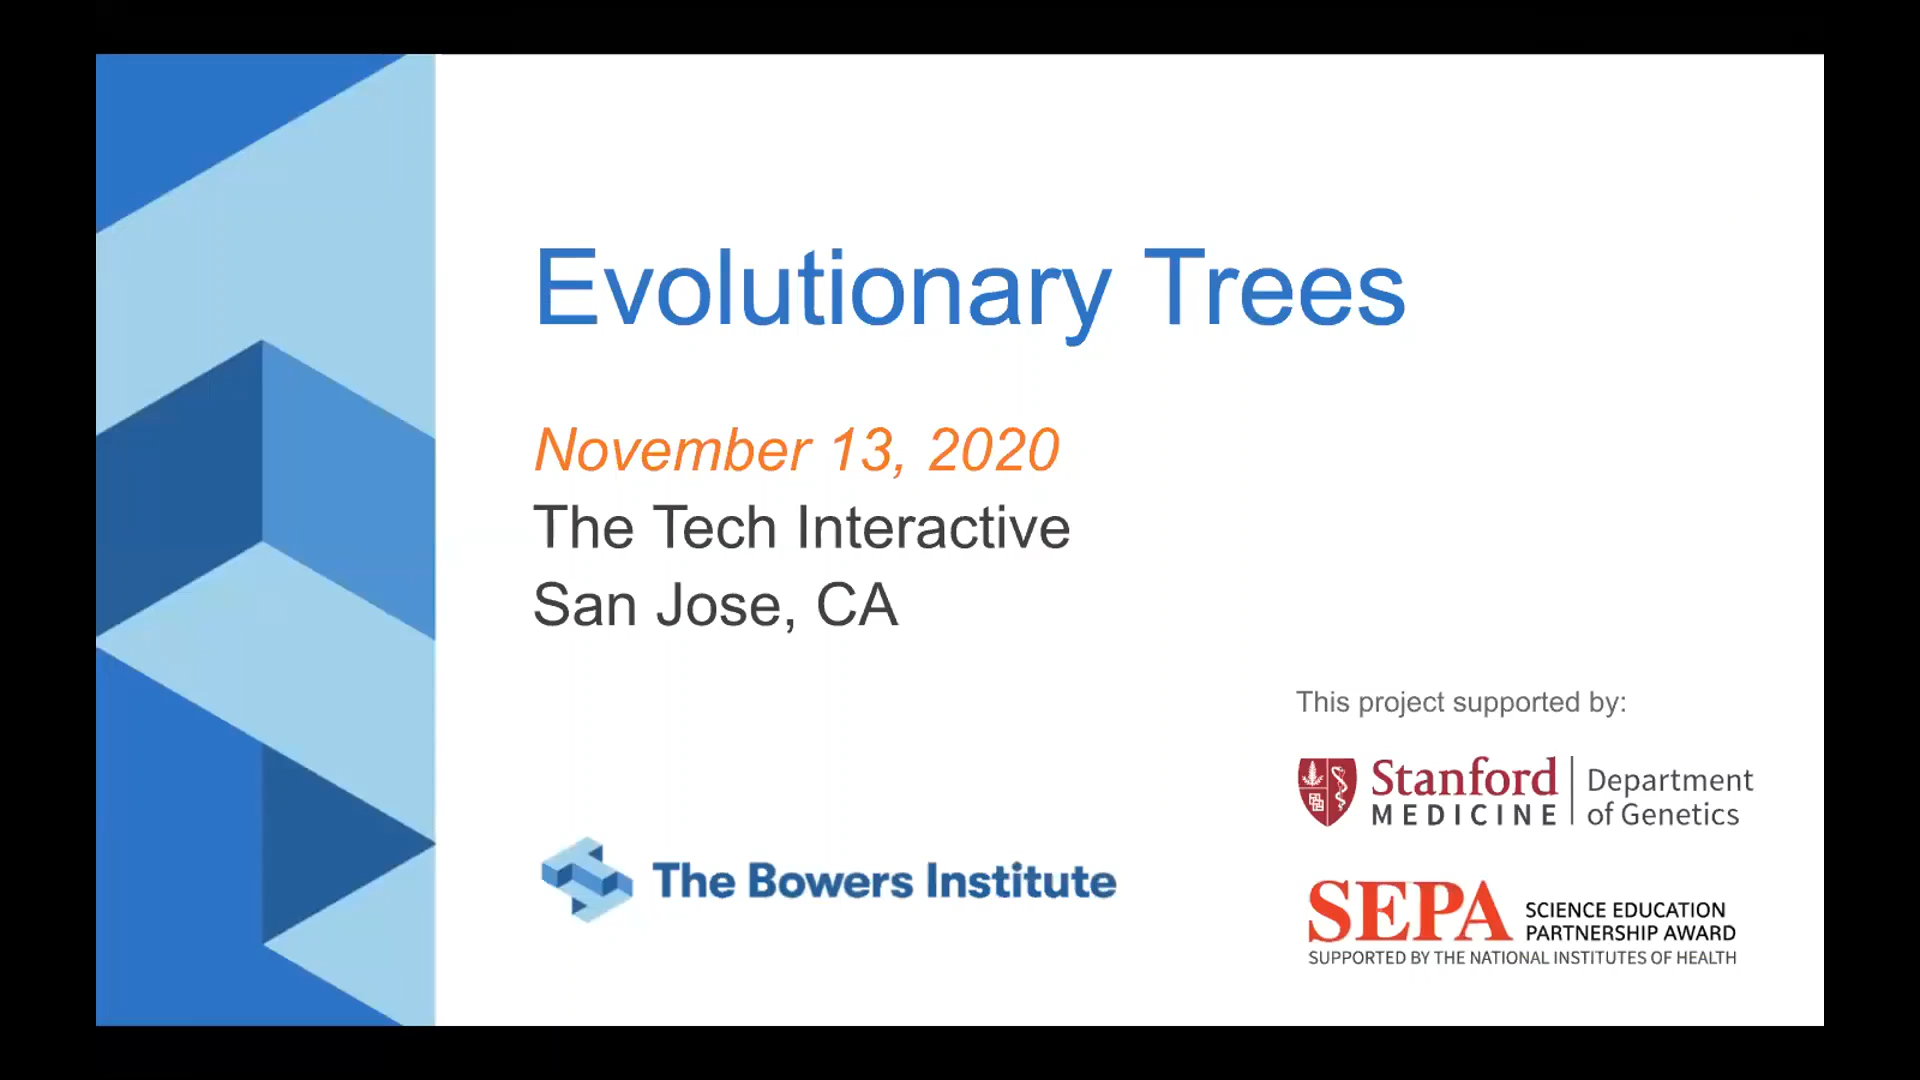 Evolutionary Trees
November 13, 2020
The Tech Interactive
San Jose, CA
This project supported by:
Stanford
MEDICINE
Department
of Genetics
The Bowers Institute
SEPA
SCIENCE EDUCATION
PARTNERSHIP AWARD
SUPPORTED BY THE NATIONAL INSTITUTES OF HEALTH